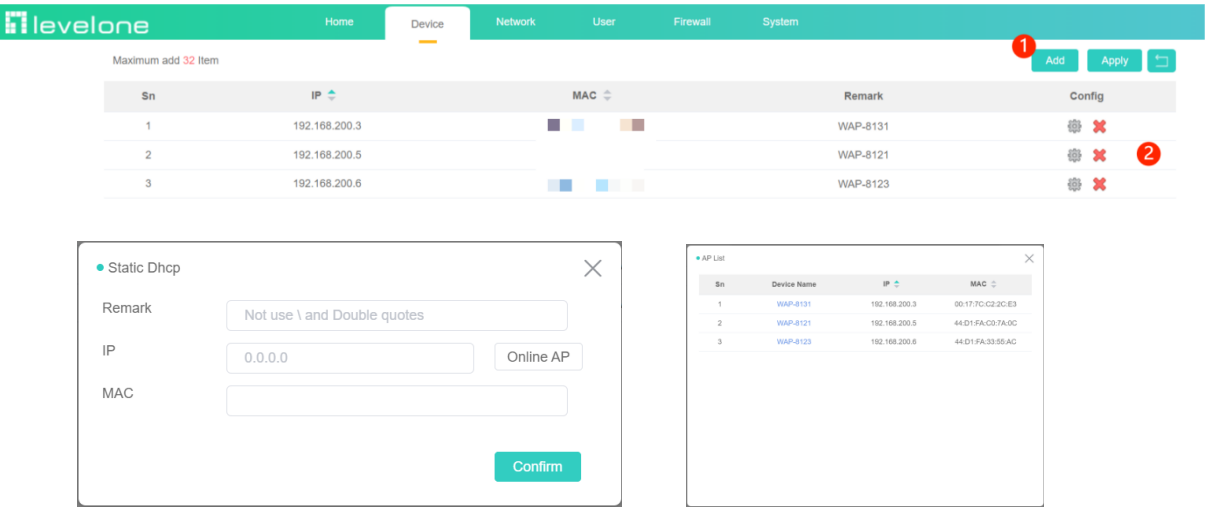 levelone Home Device Network User Firewall System
Maximum add 32 Item 1 Add Apply
Sn IP MAC Remark Config
1 192.168.200.3 WAP-8131
2 192.168.200.5 WAP-8121 2
3 192.168.200.6 WAP-8123
Static Dhcp
Remark Not use \ and Double quotes
IP 0.0.0.0 Online AP
MAC
Confirm
AP List
Sn Device Name IP MAC
1 WAP-8131 192.168.200.3 00:17:7C:C2:2C:E3
2 WAP-8121 192.168.200.5 44:D1:FA:C0:7A:0C
3 WAP-8123 192.168.200.6 44:D1:FA:33:55:AC